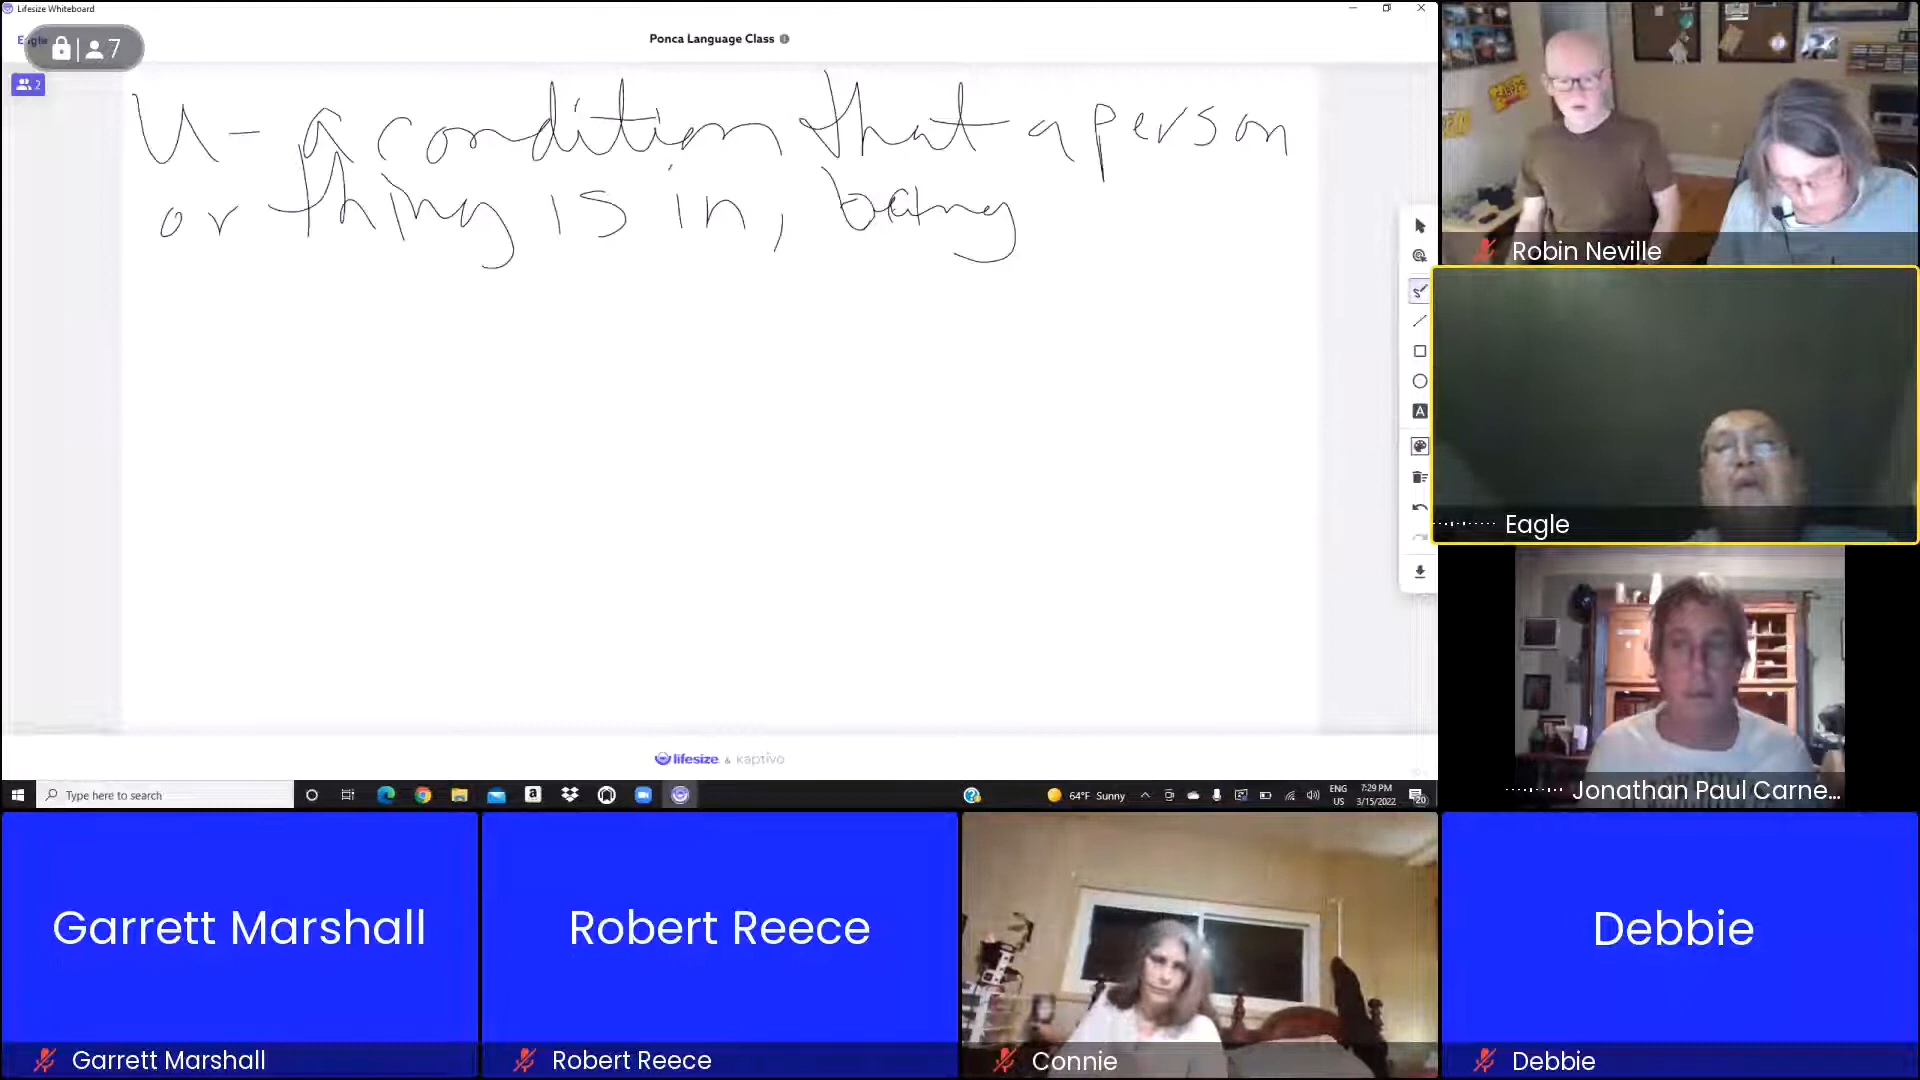 Lifesize Whiteboard
7
Ponca Language Class
2
U - a condition that a person
or thing is in, being
lifesize & kaptivo
Type here to search
64°F Sunny
ENG
US
7:29 PM
3/15/2022
20
Robin Neville
Eagle
Jonathan Paul Carne...
Garrett Marshall
Garrett Marshall
Robert Reece
Robert Reece
Connie
Debbie
Debbie